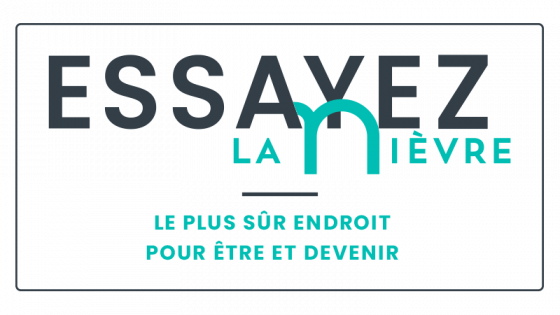 ESSAYEZ
LA nIÈVRE
LE PLUS SÛR ENDROIT
POUR ÊTRE ET DEVENIR